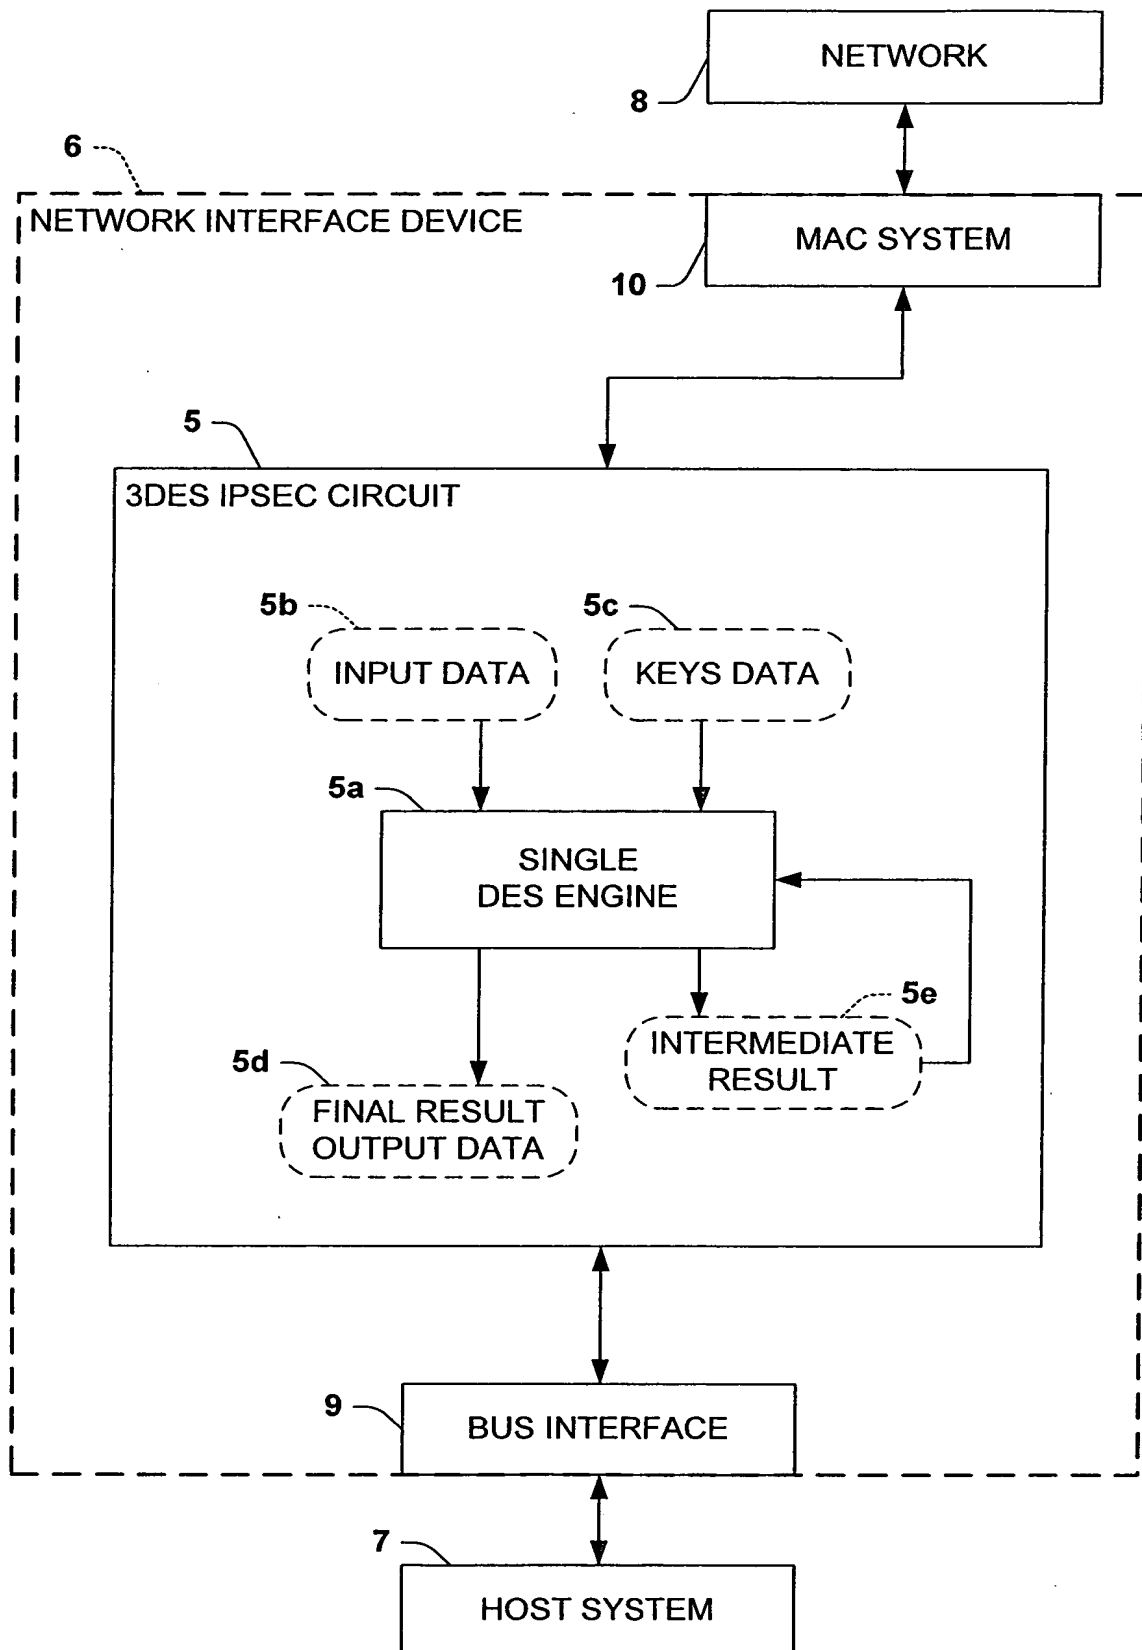 NETWORK
8
6
NETWORK INTERFACE DEVICE
MAC SYSTEM
10
5
3DES IPSEC CIRCUIT
5b
5c
INPUT DATA
KEYS DATA
5a
SINGLE
DES ENGINE
5e
INTERMEDIATE
RESULT
5d
FINAL RESULT
OUTPUT DATA
9
BUS INTERFACE
7
HOST SYSTEM